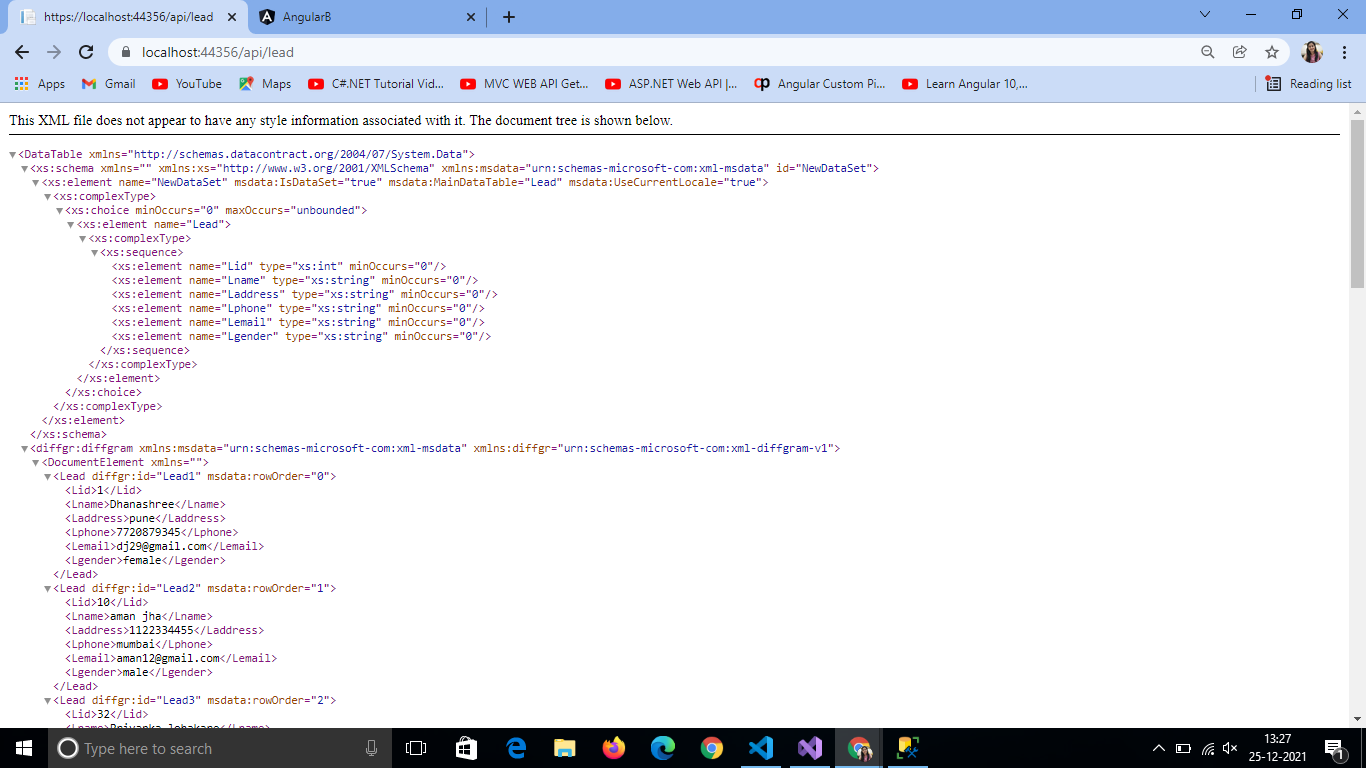 https://localhost:44356/api/lead
AngularB
localhost:44356/api/lead
Apps Gmail YouTube Maps C#.NET Tutorial Vid... MVC WEB API Get... ASP.NET Web API |... Angular Custom Pi... Learn Angular 10,... Reading list
This XML file does not appear to have any style information associated with it. The document tree is shown below.
▼<DataTable xmlns="http://schemas.datacontract.org/2004/07/System.Data">
▼<xs:schema xmlns="" xmlns:xs="http://www.w3.org/2001/XMLSchema" xmlns:msdata="urn:schemas-microsoft-com:xml-msdata" id="NewDataSet">
▼<xs:element name="NewDataSet" msdata:IsDataSet="true" msdata:MainDataTable="Lead" msdata:UseCurrentLocale="true">
▼<xs:complexType>
▼<xs:choice minOccurs="0" maxOccurs="unbounded">
▼<xs:element name="Lead">
▼<xs:complexType>
▼<xs:sequence>
<xs:element name="Lid" type="xs:int" minOccurs="0"/>
<xs:element name="Lname" type="xs:string" minOccurs="0"/>
<xs:element name="Laddress" type="xs:string" minOccurs="0"/>
<xs:element name="Lphone" type="xs:string" minOccurs="0"/>
<xs:element name="Lemail" type="xs:string" minOccurs="0"/>
<xs:element name="Lgender" type="xs:string" minOccurs="0"/>
</xs:sequence>
</xs:complexType>
</xs:element>
</xs:choice>
</xs:complexType>
</xs:element>
</xs:schema>
▼<diffgr:diffgram xmlns:msdata="urn:schemas-microsoft-com:xml-msdata" xmlns:diffgr="urn:schemas-microsoft-com:xml-diffgram-v1">
▼<DocumentElement xmlns="">
▼<Lead diffgr:id="Lead1" msdata:rowOrder="0">
<Lid>1</Lid>
<Lname>Dhanashree</Lname>
<Laddress>pune</Laddress>
<Lphone>7720879345</Lphone>
<Lemail>dj29@gmail.com</Lemail>
<Lgender>female</Lgender>
</Lead>
▼<Lead diffgr:id="Lead2" msdata:rowOrder="1">
<Lid>10</Lid>
<Lname>aman jha</Lname>
<Laddress>1122334455</Laddress>
<Lphone>mumbai</Lphone>
<Lemail>aman12@gmail.com</Lemail>
<Lgender>male</Lgender>
</Lead>
▼<Lead diffgr:id="Lead3" msdata:rowOrder="2">
<Lid>32</Lid>
Type here to search
13:27
25-12-2021
1